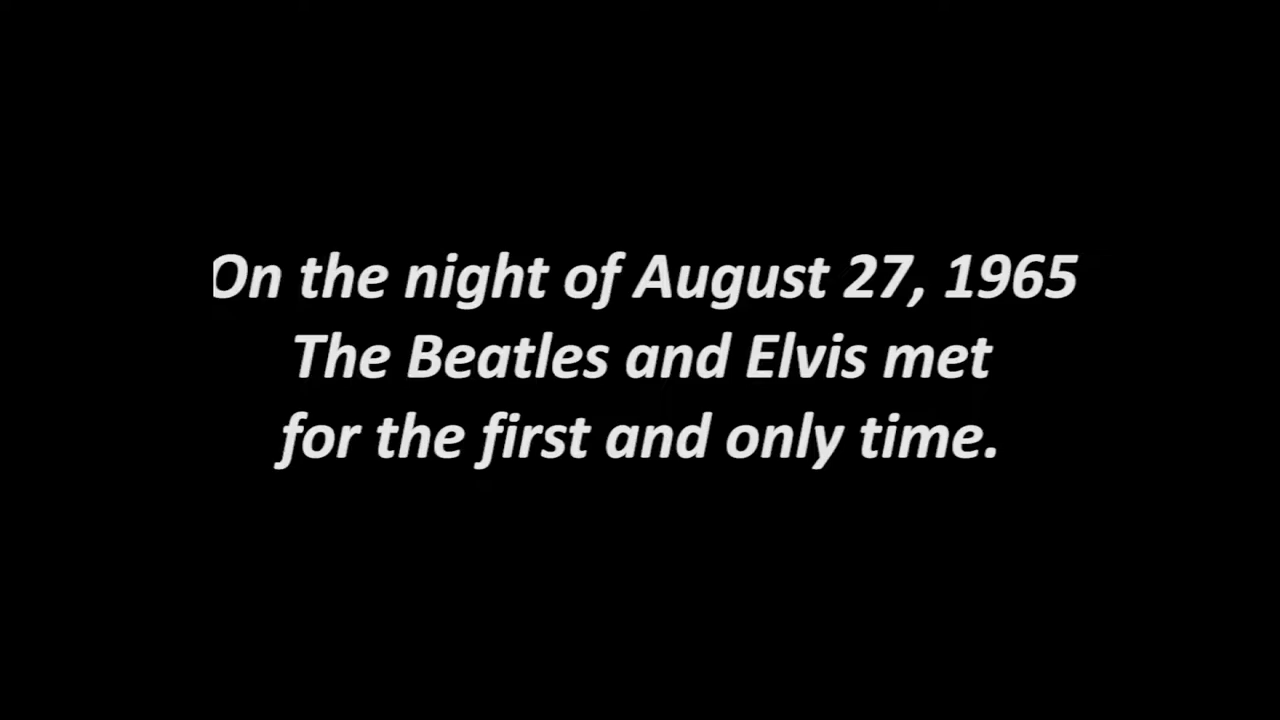 On the night of August 27, 1965
The Beatles and Elvis met
for the first and only time.